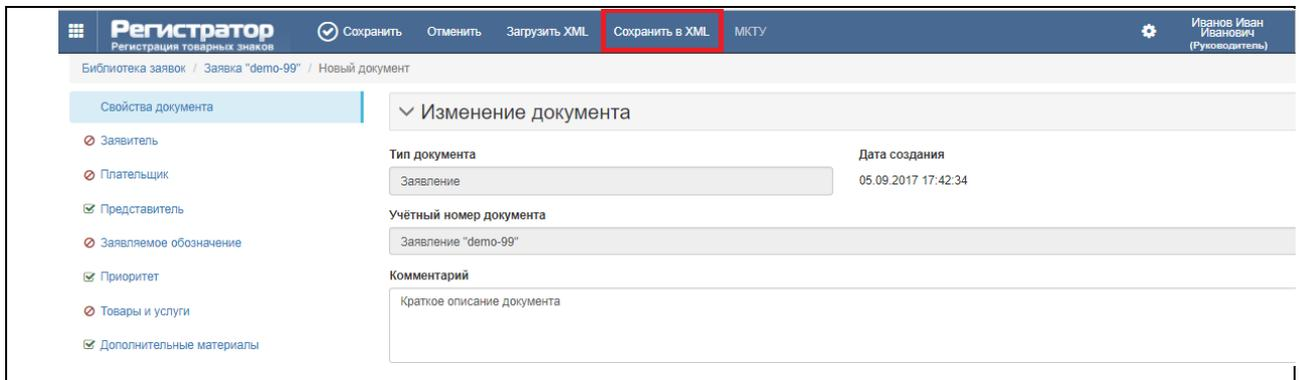 Регистратор
Регистрация товарных знаков
Сохранить Отменить Загрузить XML Сохранить в XML МКТУ
Иванов Иван
Иванович
(Руководитель)
Библиотека заявок / Заявка "demo-99" / Новый документ
Свойства документа
Заявитель
Плательщик
Представитель
Заявляемое обозначение
Приоритет
Товары и услуги
Дополнительные материалы
Изменение документа
Тип документа
Заявление
Дата создания
05.09.2017 17:42:34
Учётный номер документа
Заявление "demo-99"
Комментарий
Краткое описание документа